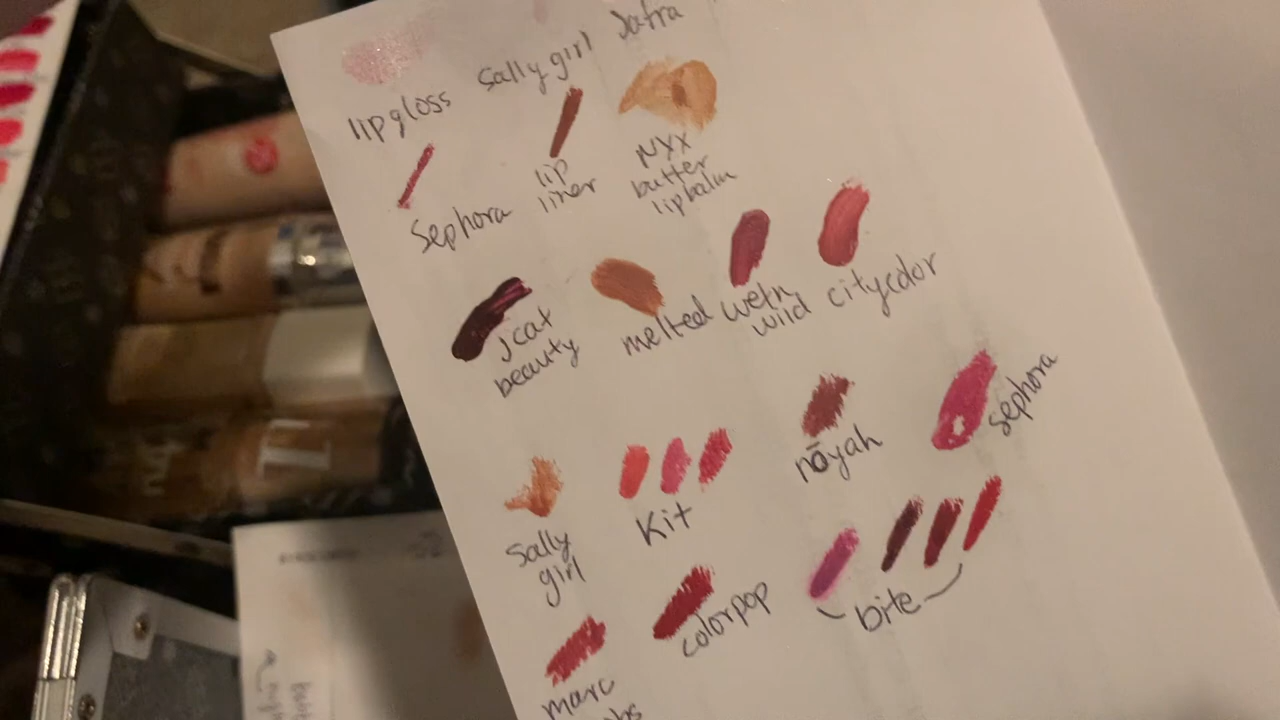 Sally girl Jafra
lipgloss
lip
liner
NYX
butter
lipbalm
Sephora
jcat
beauty
melted
wetn
wild
citycolor
nōyah
sephora
Sally
girl
Kit
bite
colorpop
marc